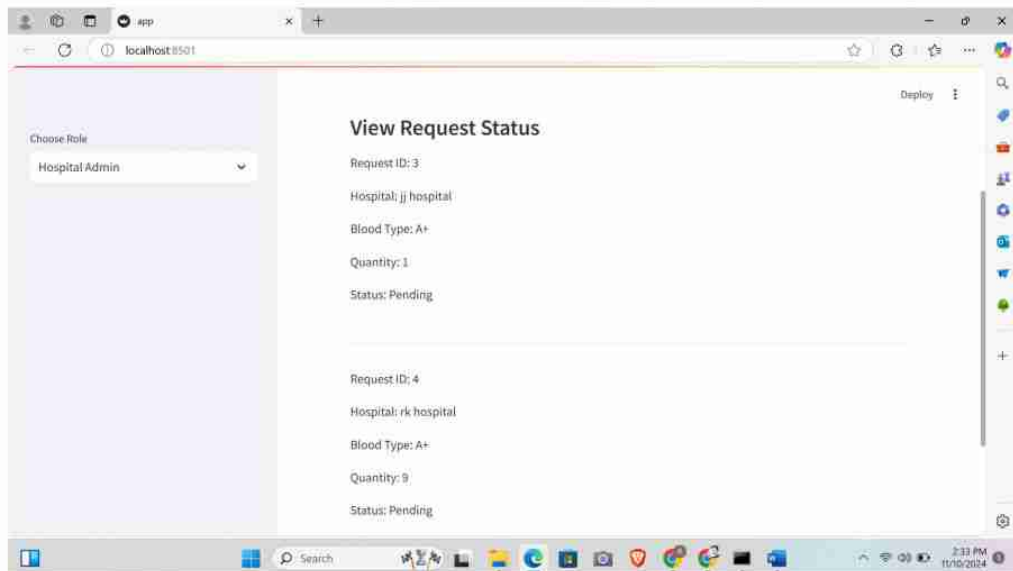 app
localhost:8501
Deploy
Choose Role
Hospital Admin
View Request Status
Request ID: 3
Hospital: jj hospital
Blood Type: A+
Quantity: 1
Status: Pending
Request ID: 4
Hospital: rk hospital
Blood Type: A+
Quantity: 9
Status: Pending
Search
2:33 PM
11/10/2024